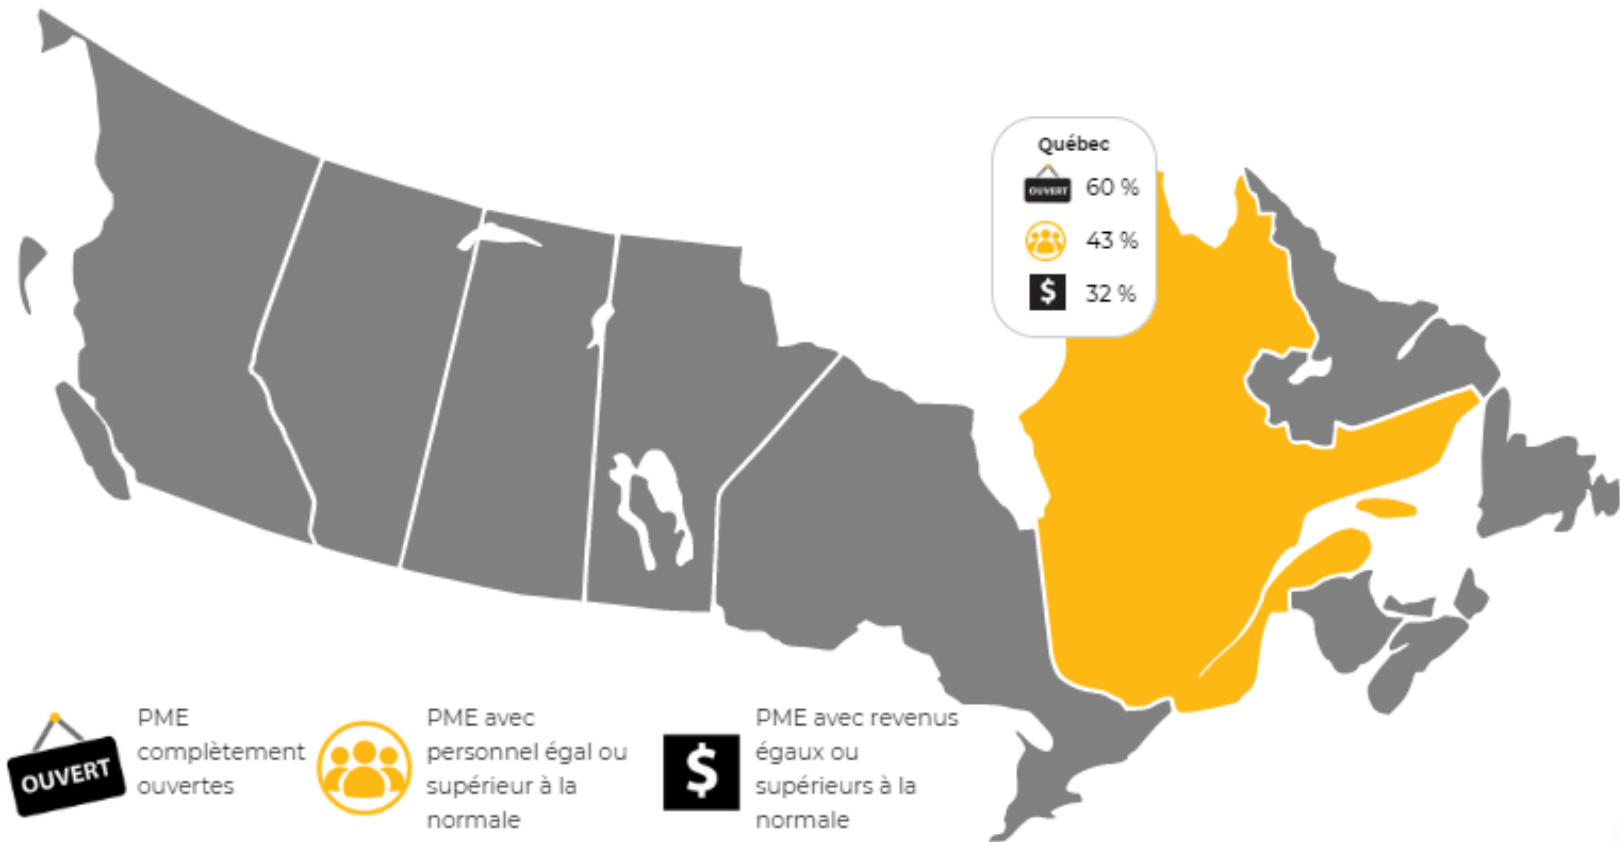 Québec
OUVERT 60 %
43 %
$ 32 %
OUVERT
PME
complètement
ouvertes
PME avec
personnel égal ou
supérieur à la
normale
$
PME avec revenus
égaux ou
supérieurs à la
normale